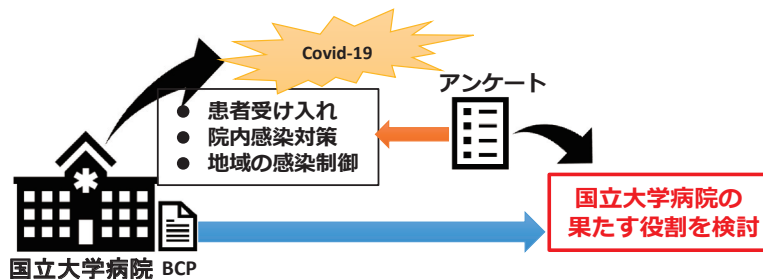 Covid-19
アンケート
● 患者受け入れ
● 院内感染対策
● 地域の感染制御
国立大学病院の
果たす役割を検討
国立大学病院 BCP